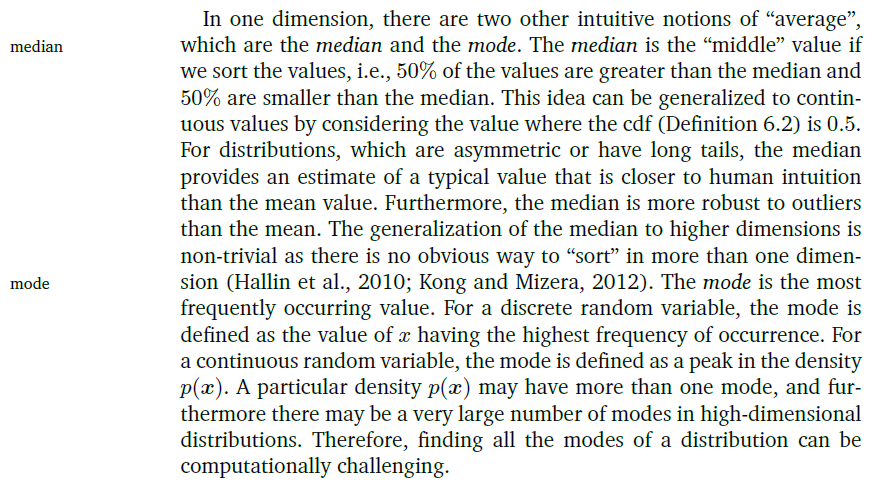 In one dimension, there are two other intuitive notions of “average”,
median
which are the median and the mode. The median is the “middle” value if
we sort the values, i.e., 50% of the values are greater than the median and
50% are smaller than the median. This idea can be generalized to contin-
uous values by considering the value where the cdf (Definition 6.2) is 0.5.
For distributions, which are asymmetric or have long tails, the median
provides an estimate of a typical value that is closer to human intuition
than the mean value. Furthermore, the median is more robust to outliers
than the mean. The generalization of the median to higher dimensions is
non-trivial as there is no obvious way to “sort” in more than one dimen-
mode
sion (Hallin et al., 2010; Kong and Mizera, 2012). The mode is the most
frequently occurring value. For a discrete random variable, the mode is
defined as the value of x having the highest frequency of occurrence. For
a continuous random variable, the mode is defined as a peak in the density
p(x). A particular density p(x) may have more than one mode, and fur-
thermore there may be a very large number of modes in high-dimensional
distributions. Therefore, finding all the modes of a distribution can be
computationally challenging.